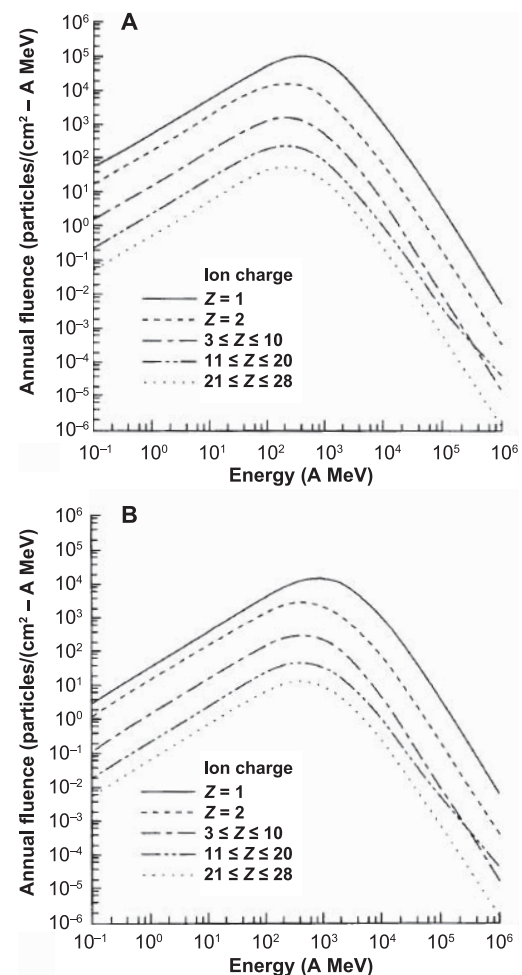 A
Annual fluence (particles/(cm² – A MeV)
10⁶
10⁵
10⁴
10³
10²
10¹
10⁰
10⁻¹
10⁻²
10⁻³
10⁻⁴
10⁻⁵
10⁻⁶
Ion charge
Z = 1
Z = 2
3 ≤ Z ≤ 10
11 ≤ Z ≤ 20
21 ≤ Z ≤ 28
10⁻¹ 10⁰ 10¹ 10² 10³ 10⁴ 10⁵ 10⁶
Energy (A MeV)
B
Annual fluence (particles/(cm² – A MeV)
10⁶
10⁵
10⁴
10³
10²
10¹
10⁰
10⁻¹
10⁻²
10⁻³
10⁻⁴
10⁻⁵
10⁻⁶
Ion charge
Z = 1
Z = 2
3 ≤ Z ≤ 10
11 ≤ Z ≤ 20
21 ≤ Z ≤ 28
10⁻¹ 10⁰ 10¹ 10² 10³ 10⁴ 10⁵ 10⁶
Energy (A MeV)